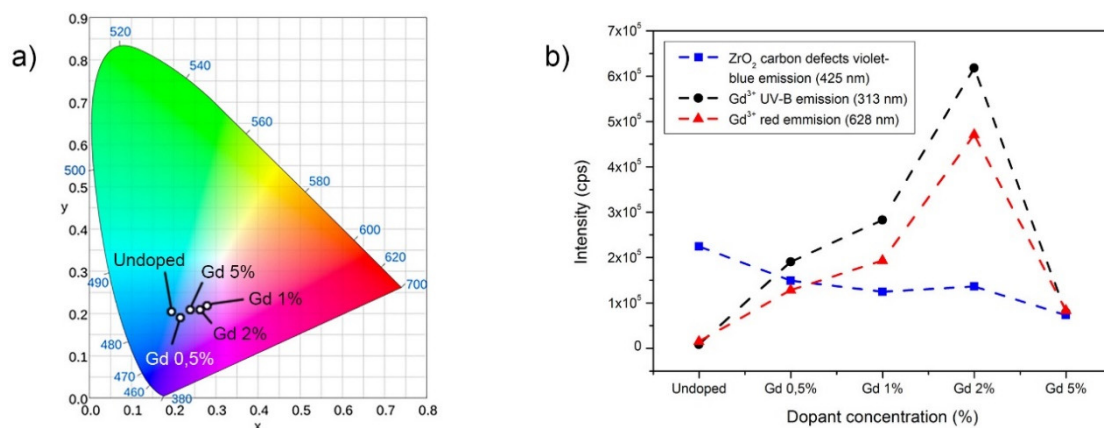 a)
0.9
0.8
0.7
0.6
0.5
y
0.4
0.3
0.2
0.1
0.0
0.0
0.1
0.2
0.3
0.4
0.5
0.6
0.7
0.8
x
520
540
560
580
600
620
700
500
490
480
470
460
380
Undoped
Gd 5%
Gd 1%
Gd 2%
Gd 0,5%
b)
7x10⁵
6x10⁵
5x10⁵
4x10⁵
3x10⁵
2x10⁵
1x10⁵
0
Intensity (cps)
ZrO₂ carbon defects violet-
blue emission (425 nm)
Gd³⁺ UV-B emission (313 nm)
Gd³⁺ red emmision (628 nm)
Undoped
Gd 0,5%
Gd 1%
Gd 2%
Gd 5%
Dopant concentration (%)